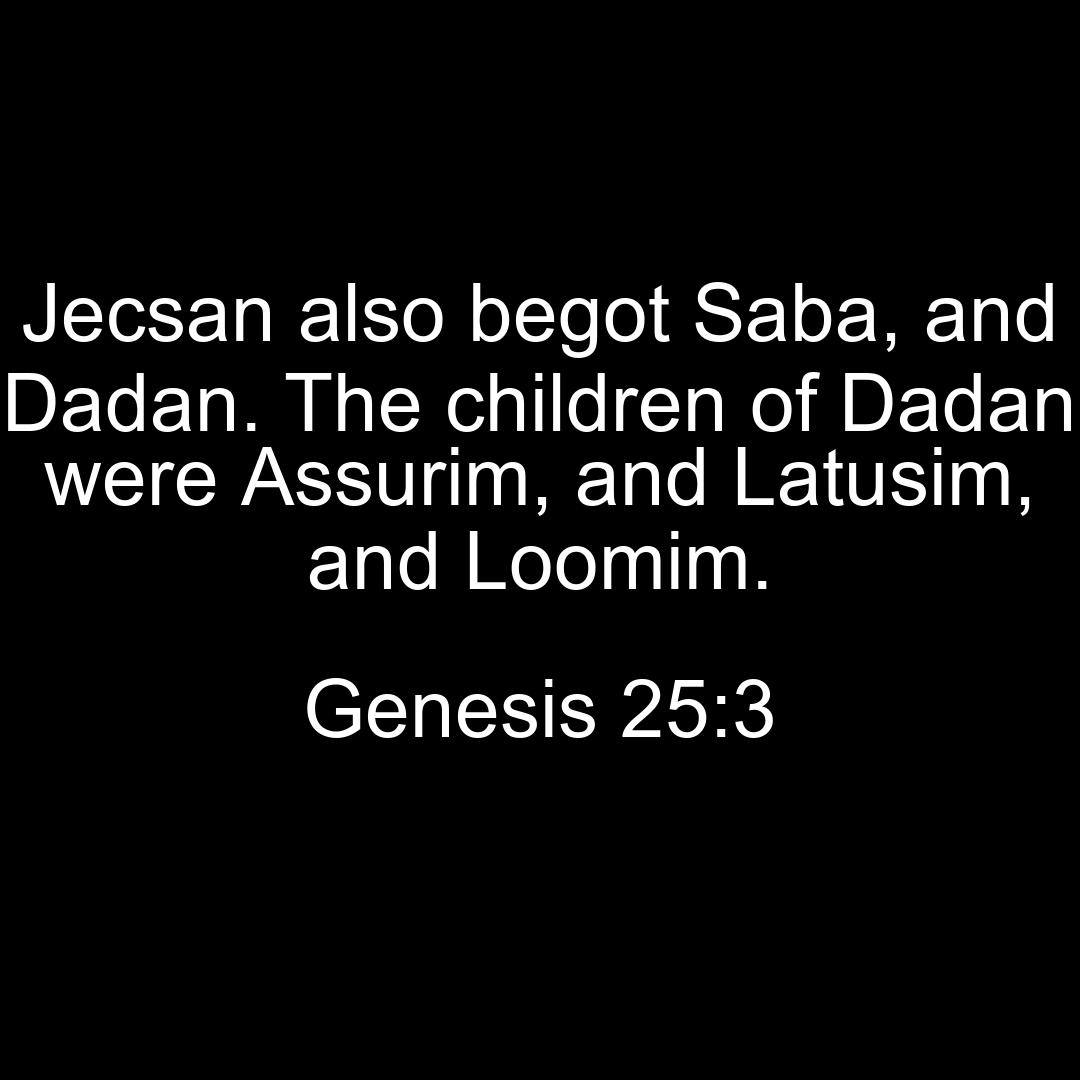 Jecsan also begot Saba, and
Dadan. The children of Dadan
were Assurim, and Latusim,
and Loomim.
Genesis 25:3